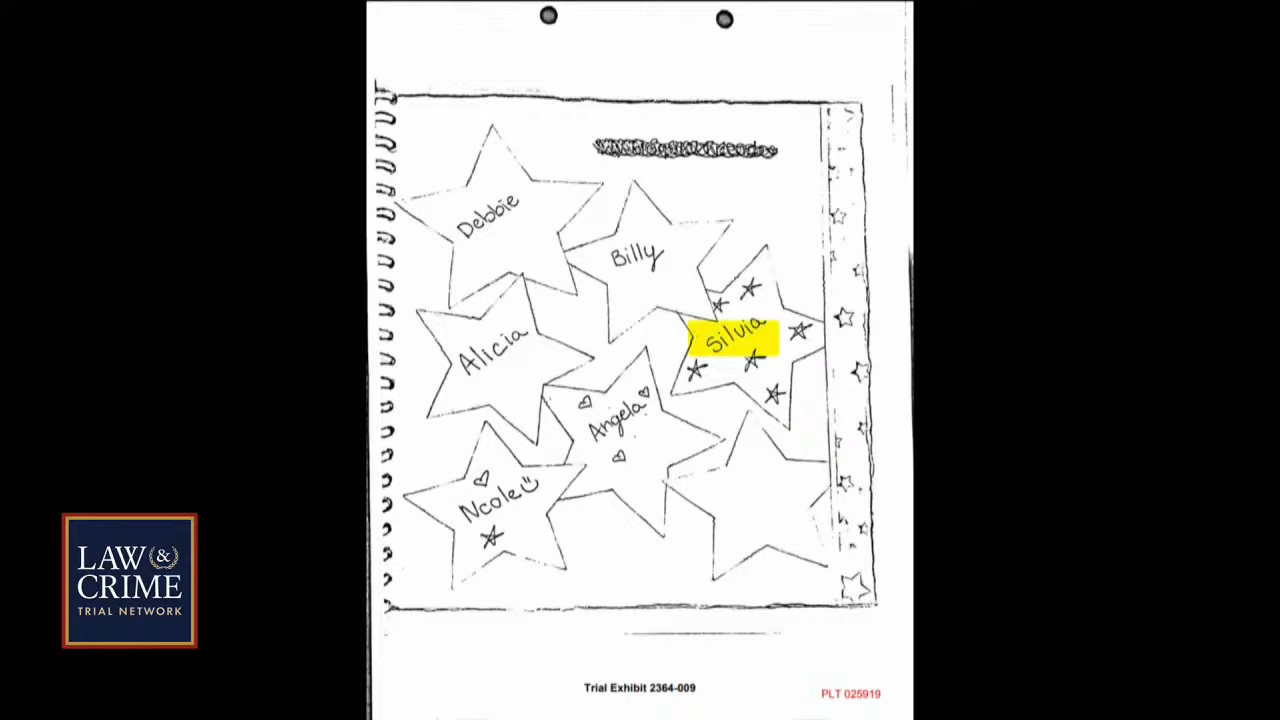 Debbie
Billy
Silvia
Alicia
Angela
Ncole
LAW &
CRIME
TRIAL NETWORK
Trial Exhibit 2364-009
PLT 025919